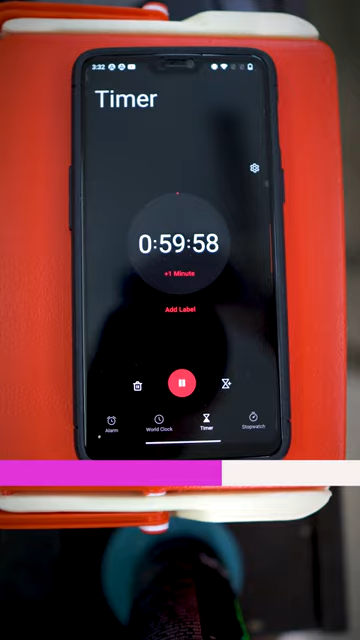 3:32
Timer
0:59:58
+1 Minute
Add Label
Alarm
World Clock
Timer
Stopwatch